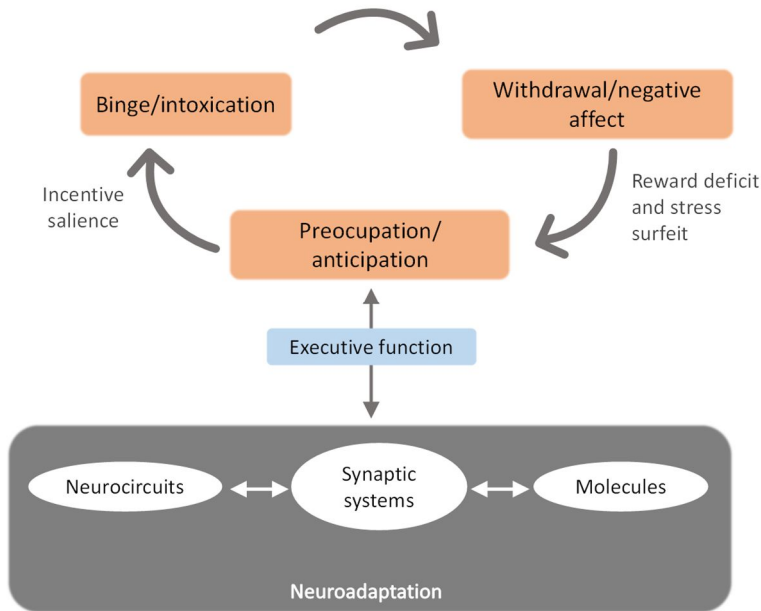 Binge/intoxication
Withdrawal/negative
affect
Incentive
salience
Reward deficit
and stress
surfeit
Preocupation/
anticipation
Executive function
Neurocircuits
Synaptic
systems
Molecules
Neuroadaptation